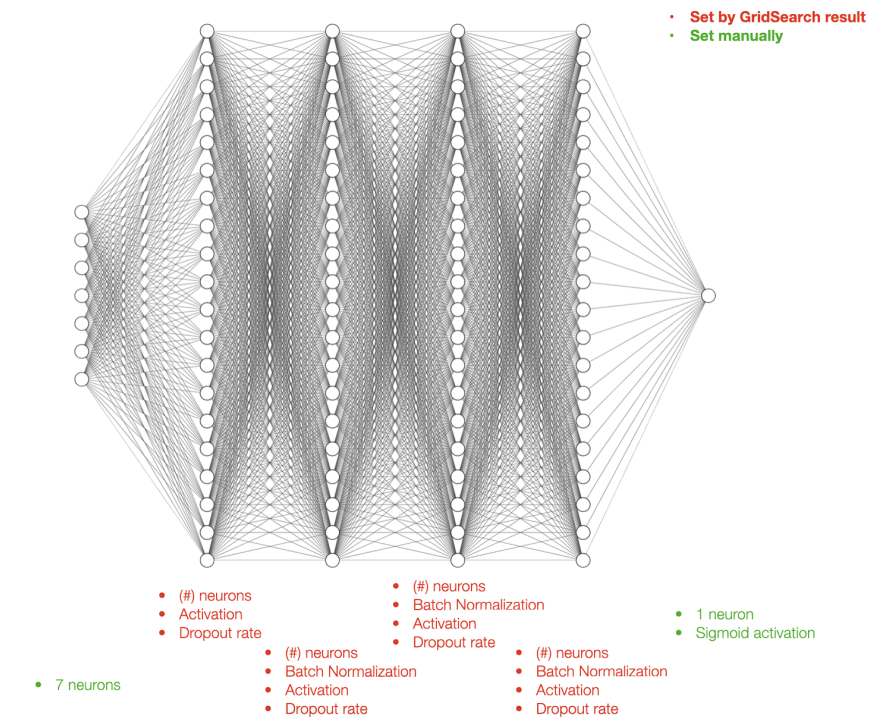 • Set by GridSearch result
• Set manually
• (#) neurons
• Activation
• Dropout rate
• (#) neurons
• Batch Normalization
• Activation
• Dropout rate
• (#) neurons
• Batch Normalization
• Activation
• Dropout rate
• (#) neurons
• Batch Normalization
• Activation
• Dropout rate
• 1 neuron
• Sigmoid activation
• 7 neurons